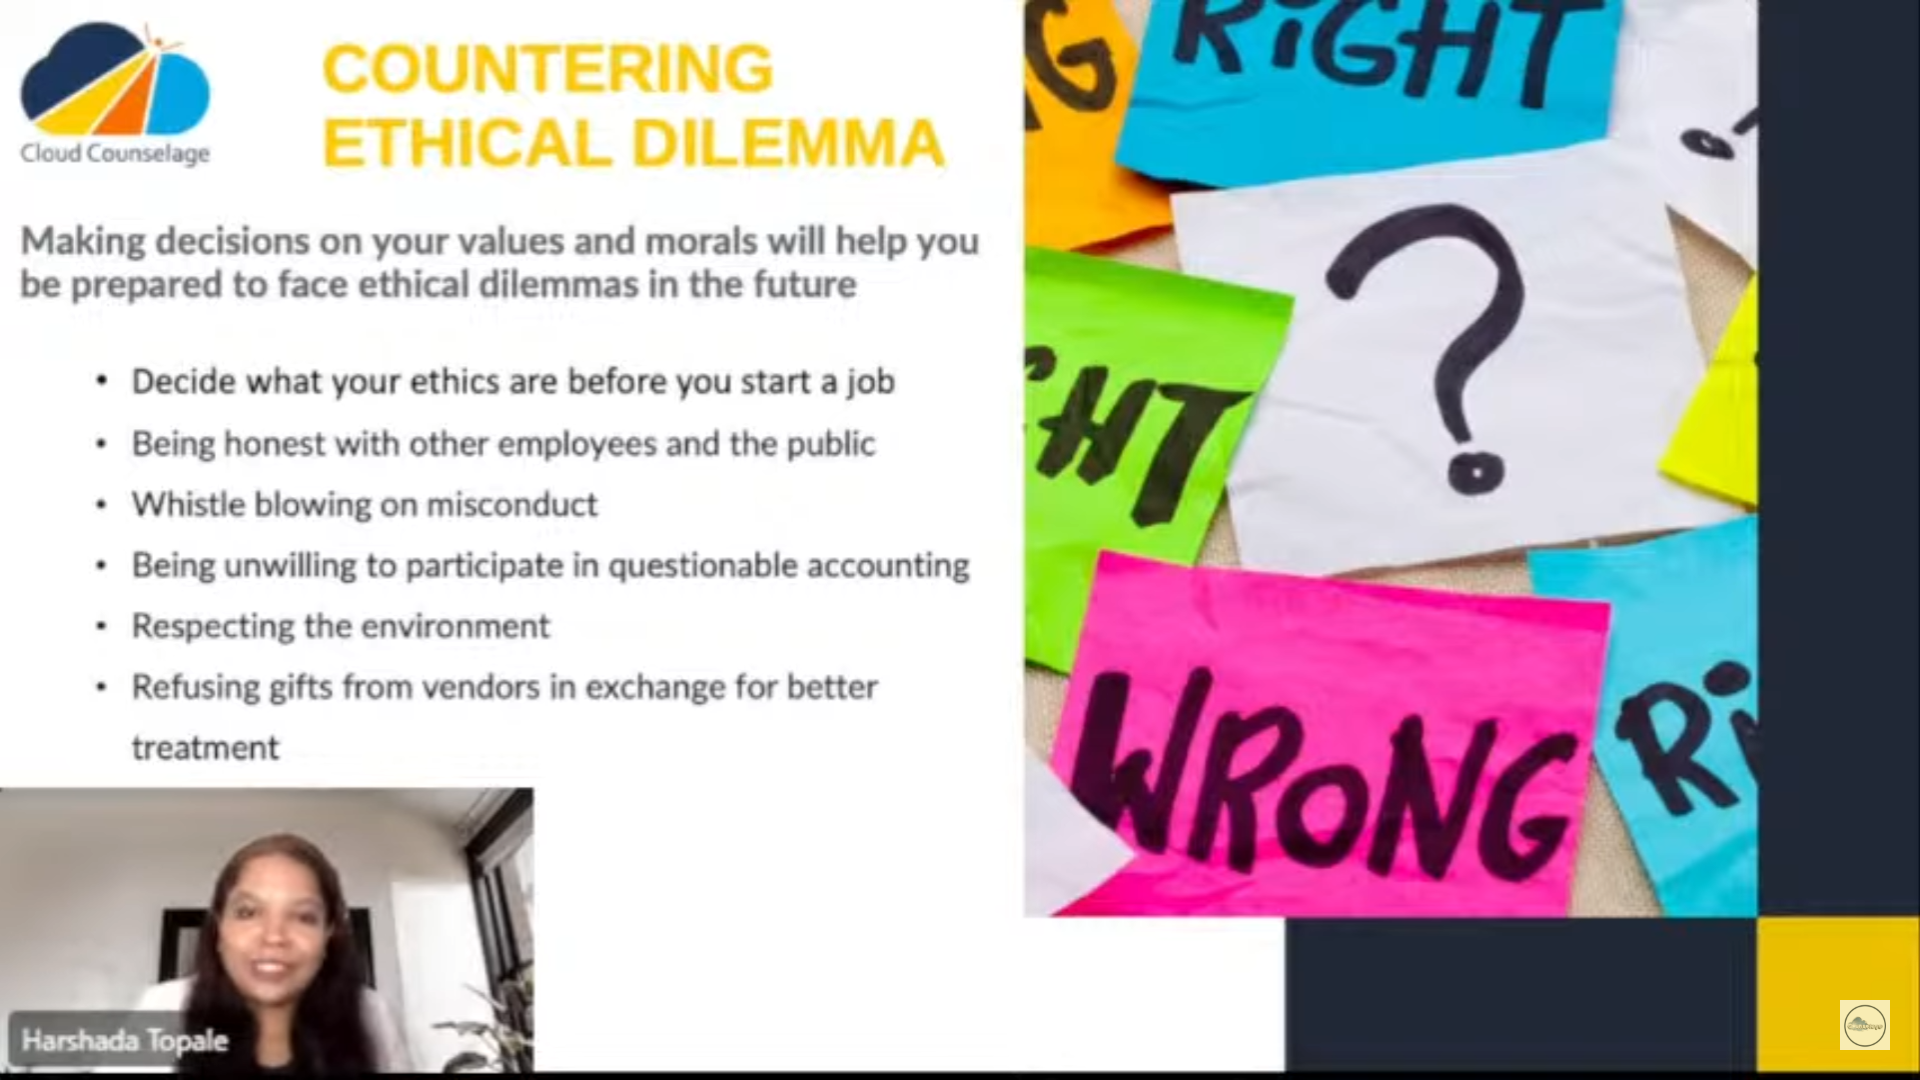 Cloud Counselage
COUNTERING
ETHICAL DILEMMA
Making decisions on your values and morals will help you
be prepared to face ethical dilemmas in the future
• Decide what your ethics are before you start a job
• Being honest with other employees and the public
• Whistle blowing on misconduct
• Being unwilling to participate in questionable accounting
• Respecting the environment
• Refusing gifts from vendors in exchange for better
treatment
G
RiGHT
?
?
GHT
WRoNG
Ri
Harshada Topale